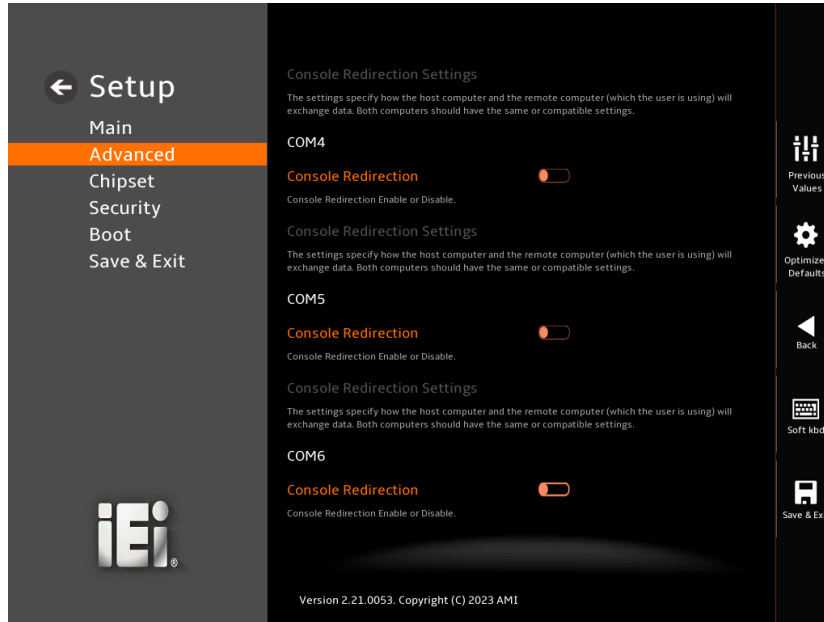 Setup
Main
Advanced
Chipset
Security
Boot
Save & Exit
iEi®
Console Redirection Settings
The settings specify how the host computer and the remote computer (which the user is using) will
exchange data. Both computers should have the same or compatible settings.
COM4
Console Redirection
Console Redirection Enable or Disable.
Console Redirection Settings
The settings specify how the host computer and the remote computer (which the user is using) will
exchange data. Both computers should have the same or compatible settings.
COM5
Console Redirection
Console Redirection Enable or Disable.
Console Redirection Settings
The settings specify how the host computer and the remote computer (which the user is using) will
exchange data. Both computers should have the same or compatible settings.
COM6
Console Redirection
Console Redirection Enable or Disable.
Version 2.21.0053. Copyright (C) 2023 AMI
Previous
Values
Optimize
Defaults
Back
Soft kbd
Save & Ex